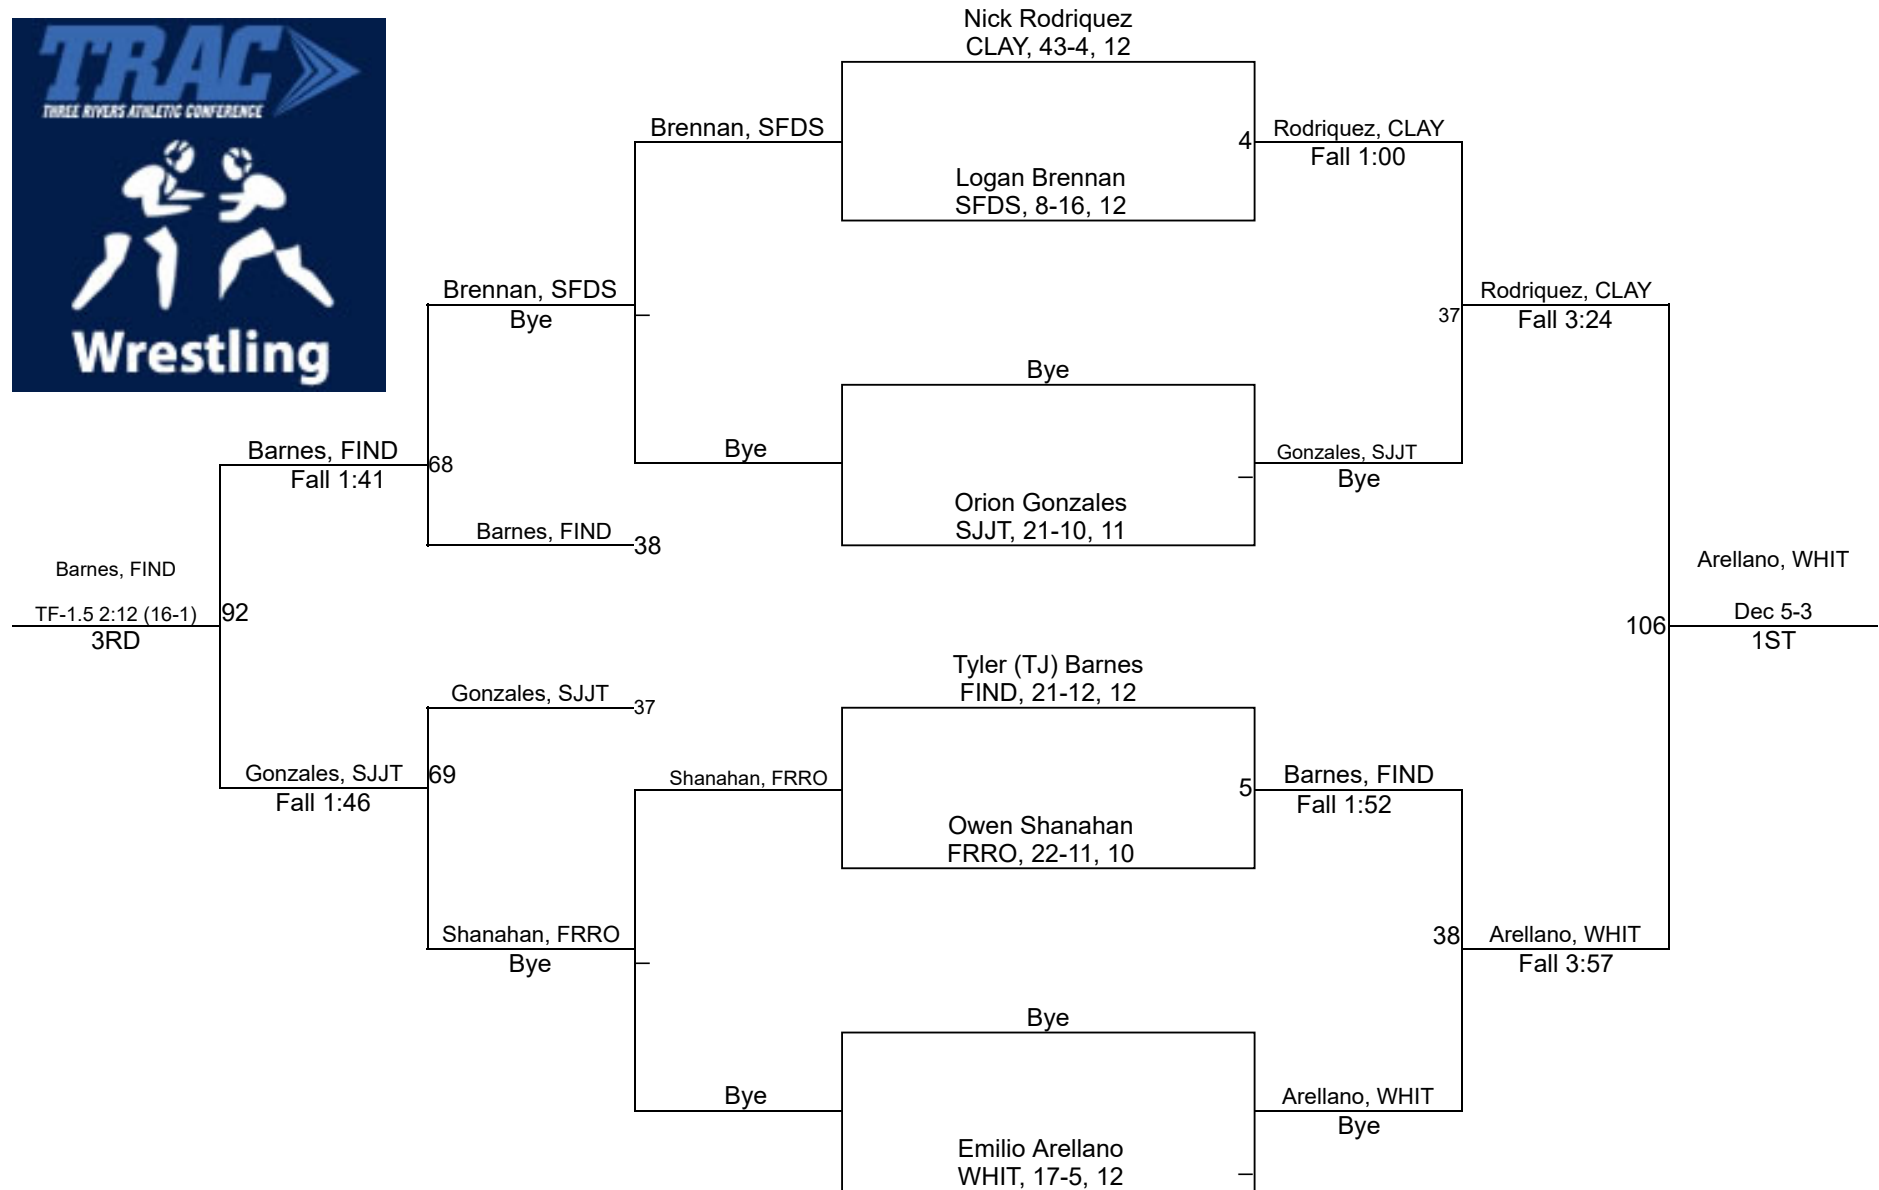 TRAC
THREE RIVERS ATHLETIC CONFERENCE
Wrestling
Nick Rodriquez
CLAY, 43-4, 12
Brennan, SFDS
4
Rodriquez, CLAY
Fall 1:00
Logan Brennan
SFDS, 8-16, 12
Brennan, SFDS
Bye
37
Rodriquez, CLAY
Fall 3:24
Bye
Bye
Gonzales, SJJT
Bye
Orion Gonzales
SJJT, 21-10, 11
Barnes, FIND
Fall 1:41
68
Barnes, FIND
38
Barnes, FIND
TF-1.5 2:12 (16-1)
3RD
92
106
Arellano, WHIT
Dec 5-3
1ST
Gonzales, SJJT
37
Tyler (TJ) Barnes
FIND, 21-12, 12
Gonzales, SJJT
Fall 1:46
69
Shanahan, FRRO
5
Barnes, FIND
Fall 1:52
Owen Shanahan
FRRO, 22-11, 10
Shanahan, FRRO
Bye
38
Arellano, WHIT
Fall 3:57
Bye
Bye
Arellano, WHIT
Bye
Emilio Arellano
WHIT, 17-5, 12